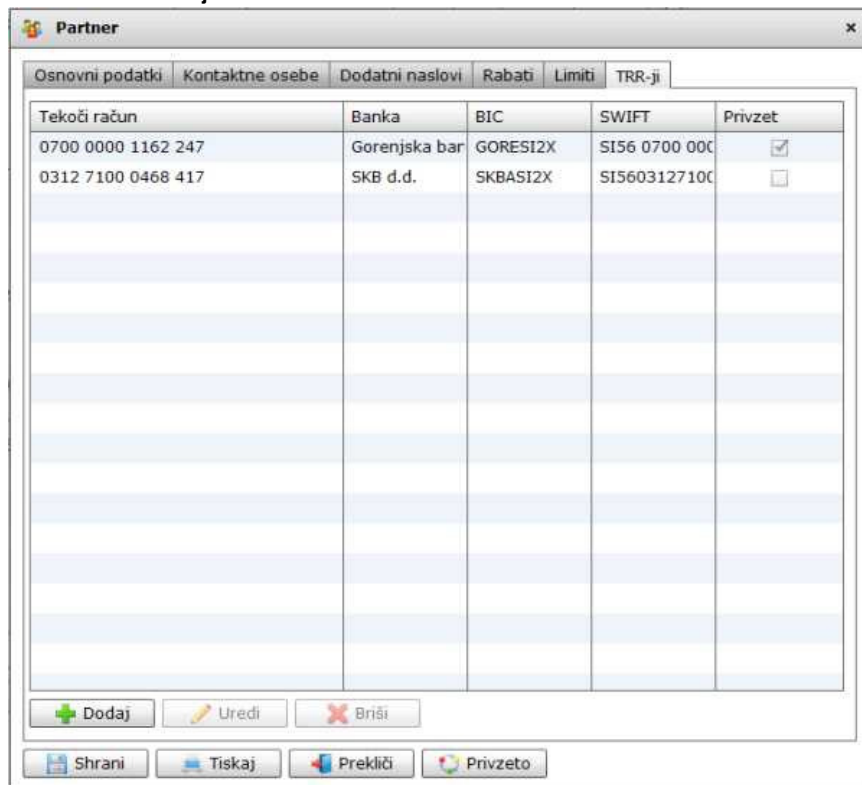 Partner
Osnovni podatki Kontaktne osebe Dodatni naslovi Rabati Limiti TRR-ji
Tekoči račun Banka BIC SWIFT Privzet
0700 0000 1162 247 Gorenjska ban GORESI2X SI56 0700 000
0312 7100 0468 417 SKB d.d. SKBASI2X SI560312710
Dodaj Uredi Briši
Shrani Tiskaj Prekliči Privzeto